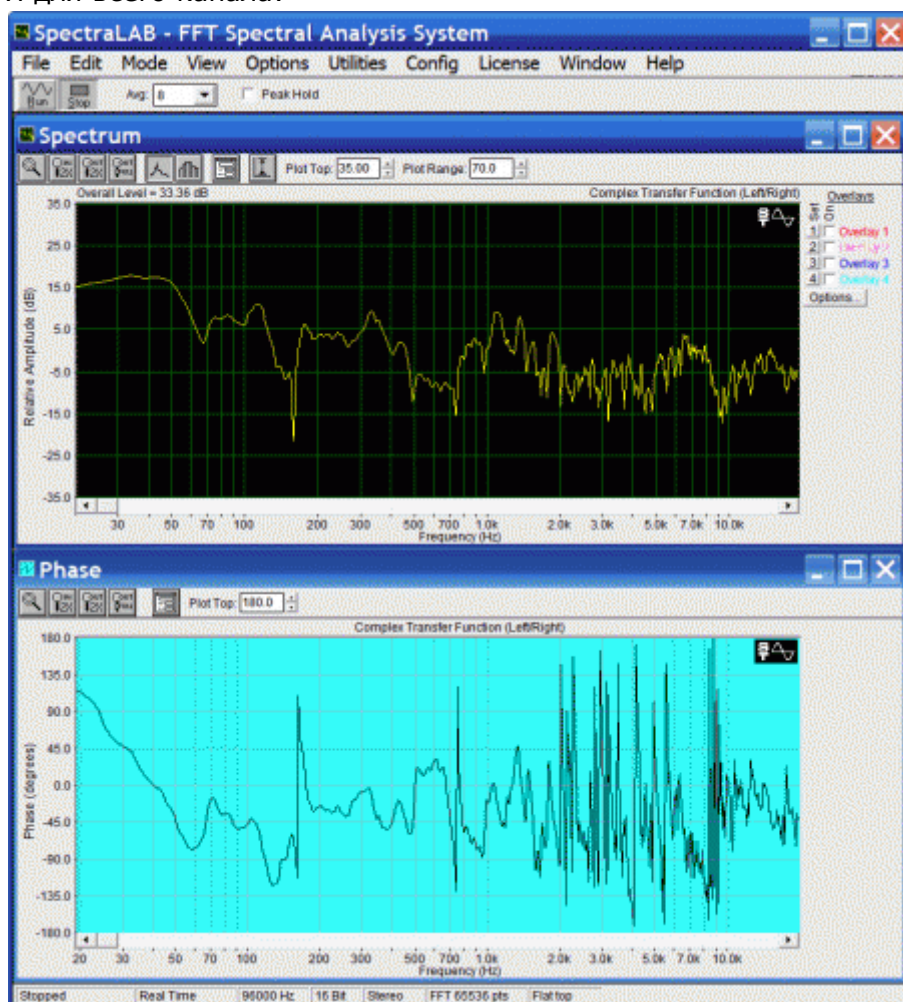 и для всего канала.
SpectraLAB - FFT Spectral Analysis System
File Edit Mode View Options Utilities Config License Window Help
Run Stop Avg: 8 Peak Hold
Spectrum
Plot Top: 35.00 Plot Range: 70.0
Overall Level = 33.36 dB Complex Transfer Function (Left/Right)
Set On Overlays
1 Overlay 1
2
3 Overlay 3
4 Overlay 4
Options...
Relative Amplitude (dB)
35.0
25.0
15.0
5.0
-5.0
-15.0
-25.0
-35.0
30 50 70 100 200 300 500 700 1.0k 2.0k 3.0k 5.0k 7.0k 10.0k
Frequency (Hz)
Phase
Plot Top: 180.0
Complex Transfer Function (Left/Right)
Phase (degrees)
180.0
135.0
90.0
45.0
0.0
-45.0
-90.0
-135.0
-180.0
20 30 50 70 100 200 300 500 700 1.0k 2.0k 3.0k 5.0k 7.0k 10.0k
Frequency (Hz)
Stopped Real Time 96000 Hz 16 Bit Stereo FFT 65536 pts Flat top